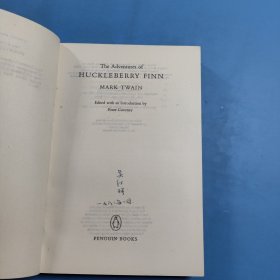 The Adventures of
HUCKLEBERRY FINN
MARK TWAIN
Edited with an Introduction by
Peter Coveney
PENGUIN BOOKS